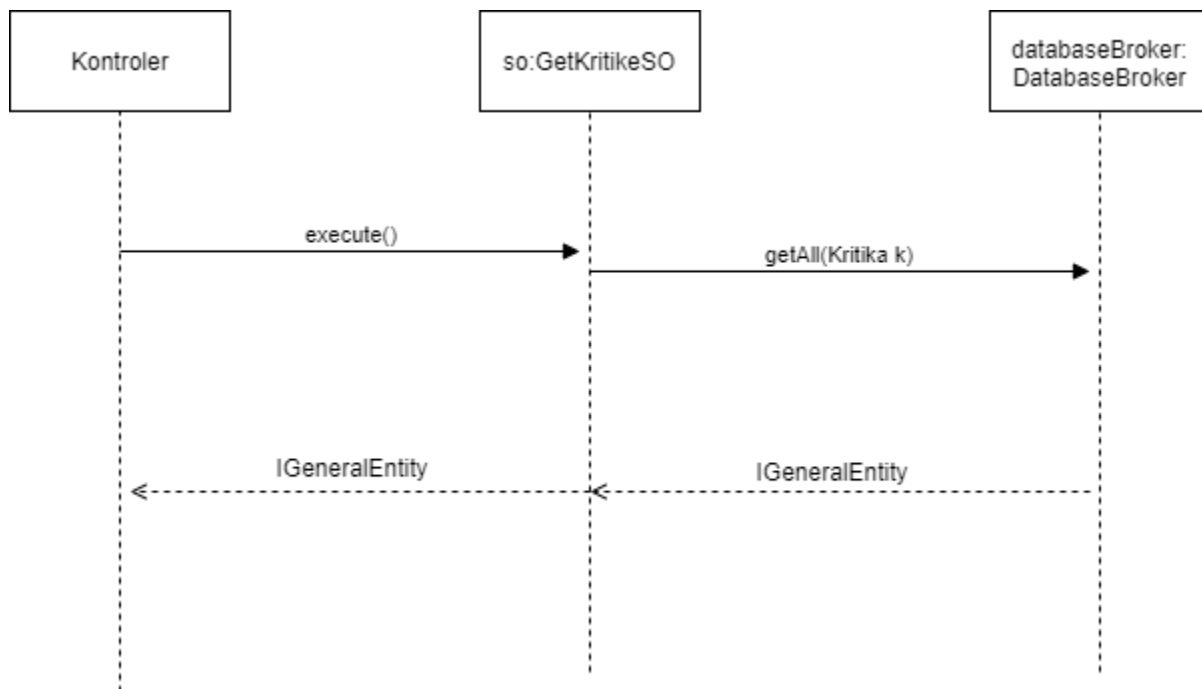 Kontroler
so:GetKritikeSO
databaseBroker:
DatabaseBroker
execute()
getAll(Kritika k)
IGeneralEntity
IGeneralEntity